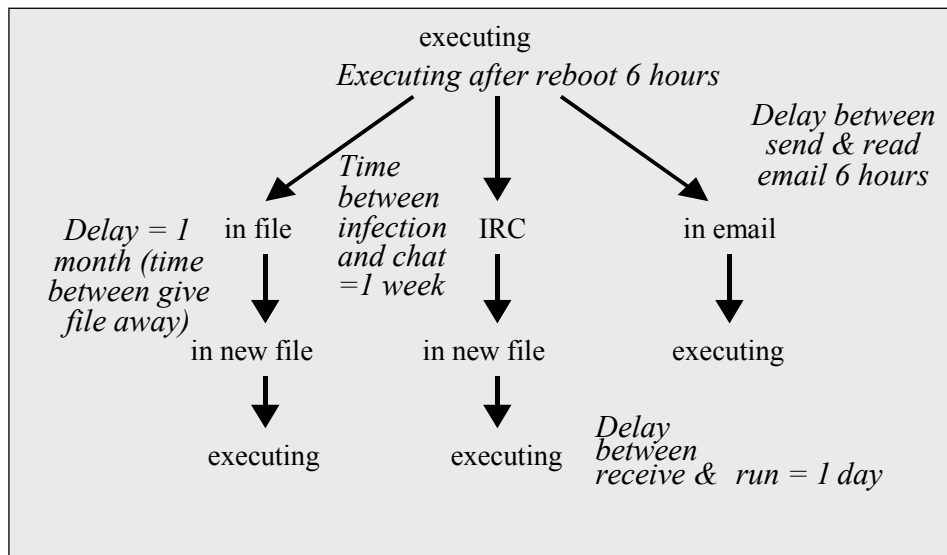 executing
Executing after reboot 6 hours
Delay between
send & read
email 6 hours
Time
between
infection
and chat
=1 week
Delay = 1
month (time
between give
file away)
in file
IRC
in email
in new file
in new file
executing
executing
executing
Delay
between
receive & run = 1 day